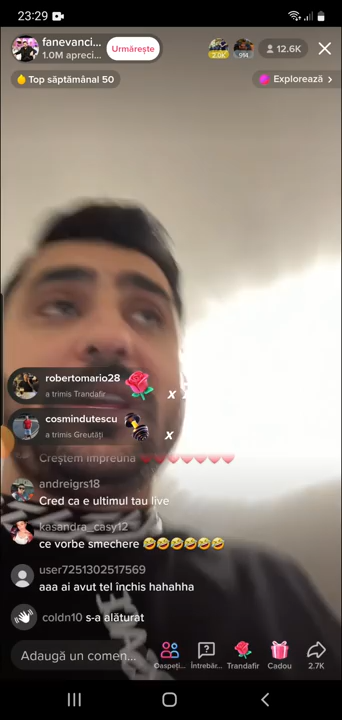 23:29
fanevanci...
1.0M apreci...
Urmărește
2.0K
914
12.6K
Top săptămânal 50
Explorează >
robertomario28
a trimis Trandafir
x
cosmindutescu
a trimis Greutăți
x
Creștem împreuna
andreigrs18
Cred ca e ultimul tau live
kasandra_casy12
ce vorbe smechere 🤣🤣🤣🤣🤣🤣
user7251302517569
aaa ai avut tel închis hahahha
coldn10 s-a alăturat
Adaugă un comen...
Oaspeți...
Întrebăr...
Trandafir
Cadou
2.7K